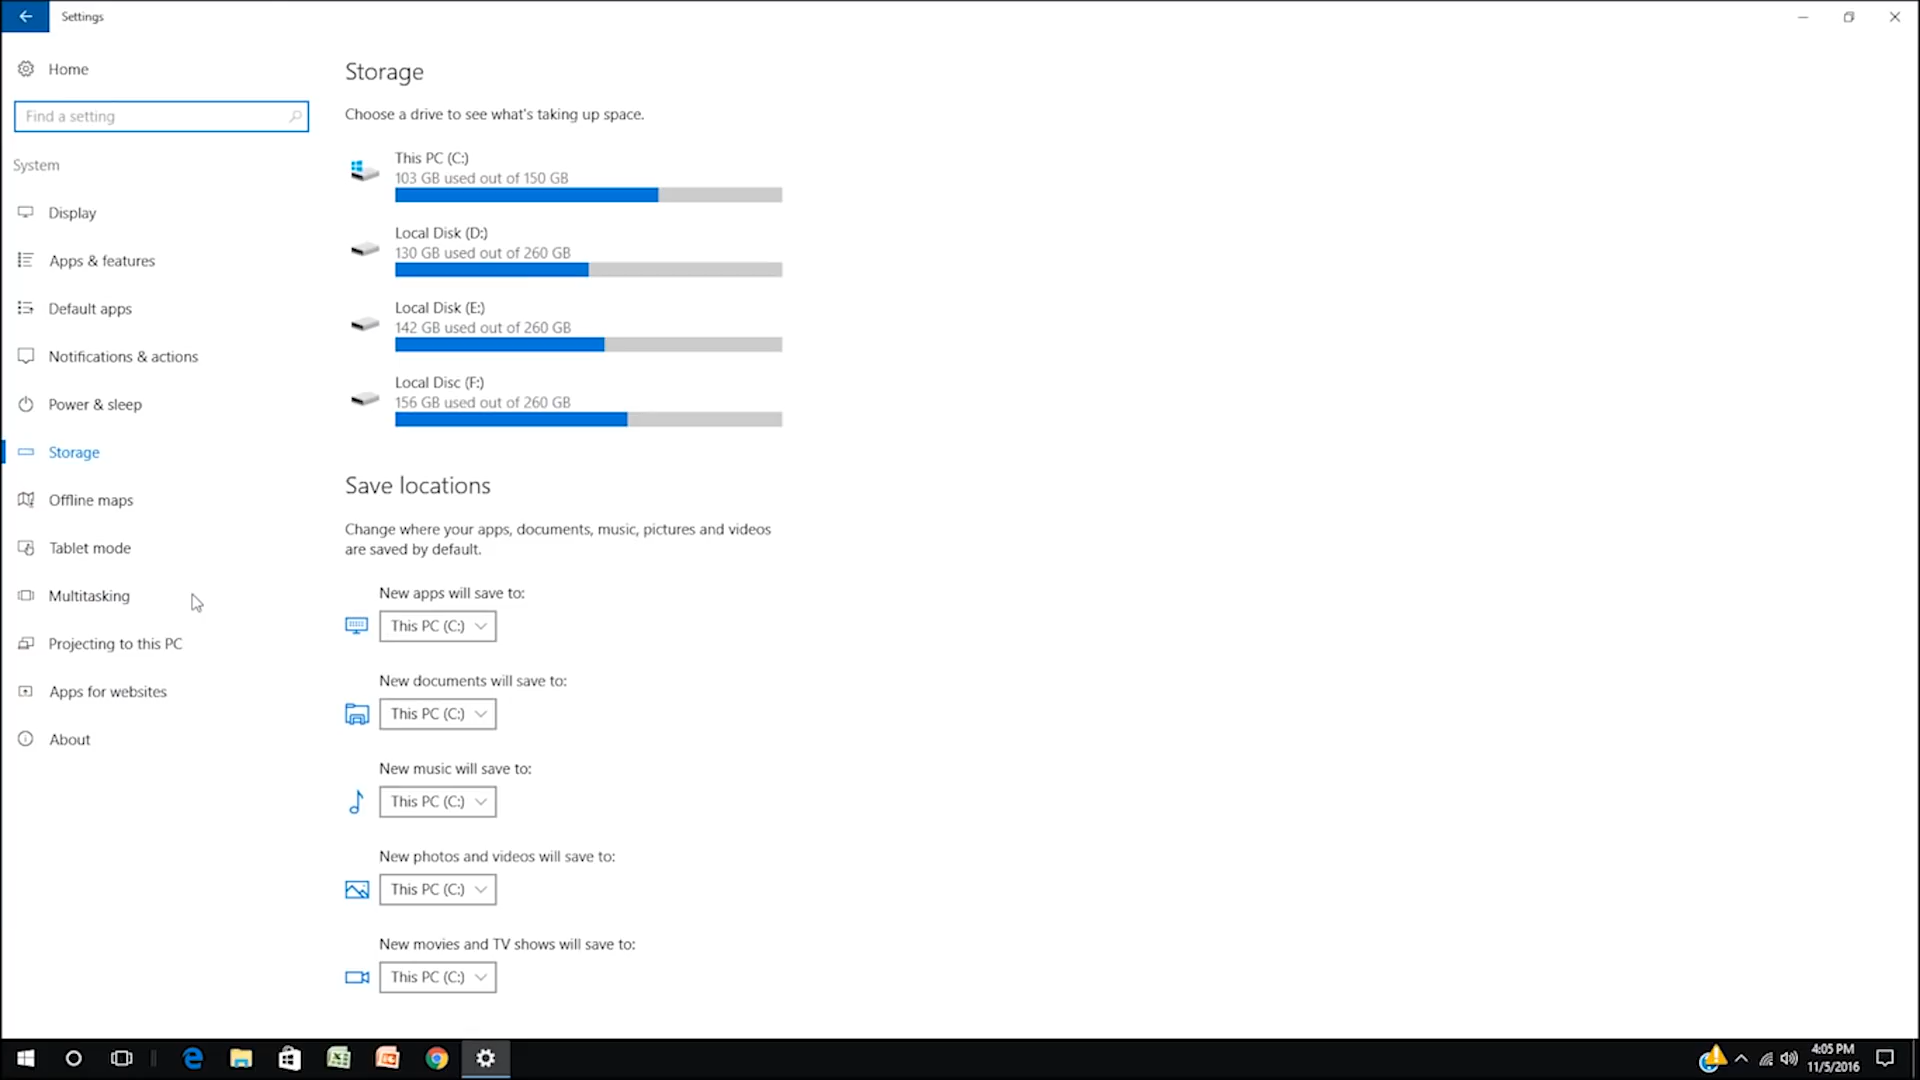 Settings
Home
Find a setting
System
Display
Apps & features
Default apps
Notifications & actions
Power & sleep
Storage
Offline maps
Tablet mode
Multitasking
Projecting to this PC
Apps for websites
About
Storage
Choose a drive to see what's taking up space.
This PC (C:)
103 GB used out of 150 GB
Local Disk (D:)
130 GB used out of 260 GB
Local Disk (E:)
142 GB used out of 260 GB
Local Disc (F:)
156 GB used out of 260 GB
Save locations
Change where your apps, documents, music, pictures and videos
are saved by default.
New apps will save to:
This PC (C:)
New documents will save to:
This PC (C:)
New music will save to:
This PC (C:)
New photos and videos will save to:
This PC (C:)
New movies and TV shows will save to:
This PC (C:)
4:05 PM
11/5/2016